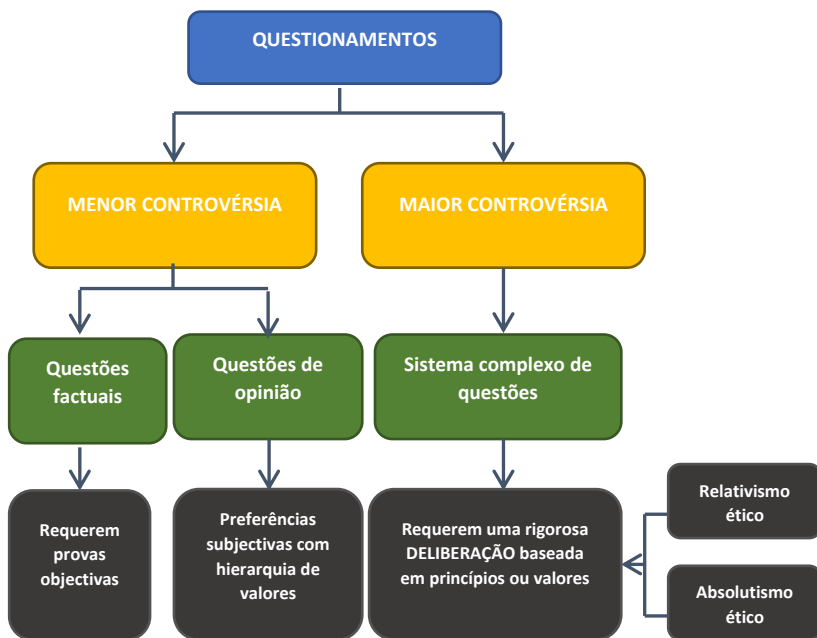 QUESTIONAMENTOS
MENOR CONTROVÉRSIA
MAIOR CONTROVÉRSIA
Questões
factuais
Questões de
opinião
Sistema complexo de
questões
Requerem
provas
objectivas
Preferências
subjectivas com
hierarquia de
valores
Requerem uma rigorosa
DELIBERAÇÃO baseada
em princípios ou valores
Relativismo
ético
Absolutismo
ético